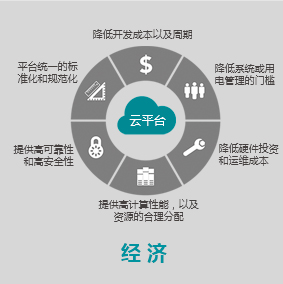 降低开发成本以及周期
平台统一的标
准化和规范化
降低系统或用
电管理的门槛
$
云平台
提供高可靠性
和高安全性
降低硬件投资
和运维成本
提供高计算性能，以及
资源的合理分配
经济